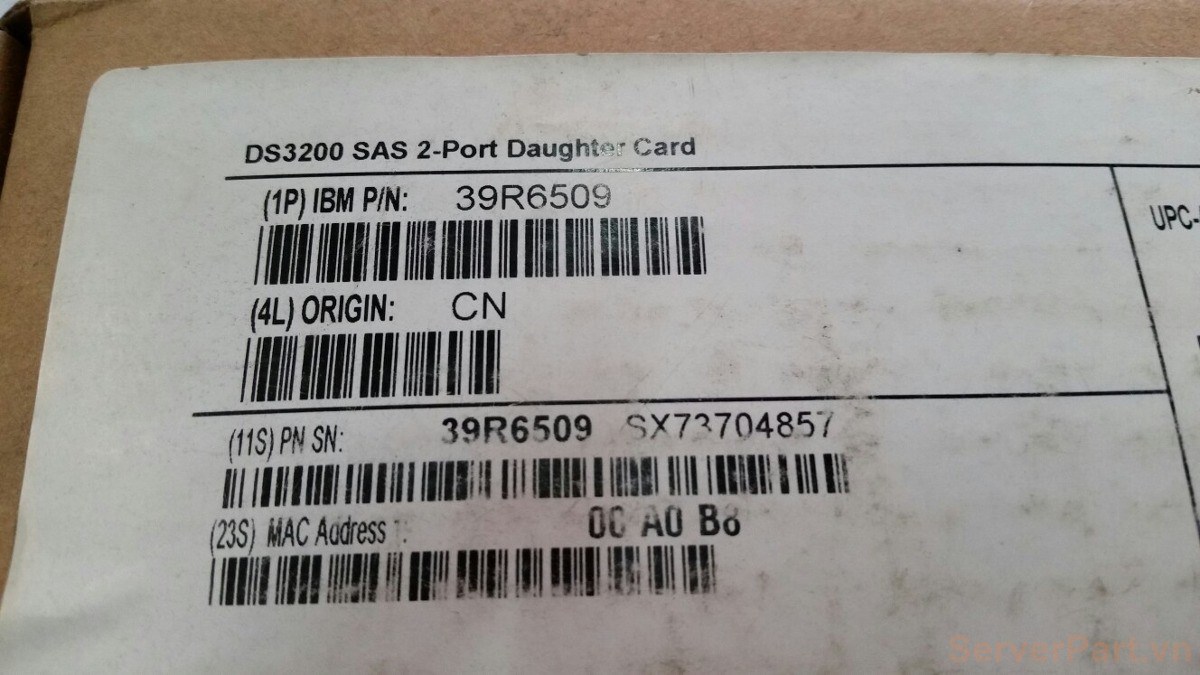 DS3200 SAS 2-Port Daughter Card
(1P) IBM P/N: 39R6509
UPC-
(4L) ORIGIN: CN
(11S) PN SN: 39R6509 SX73704857
(23S) MAC Address 00 A0 B8
ServerPart.vn